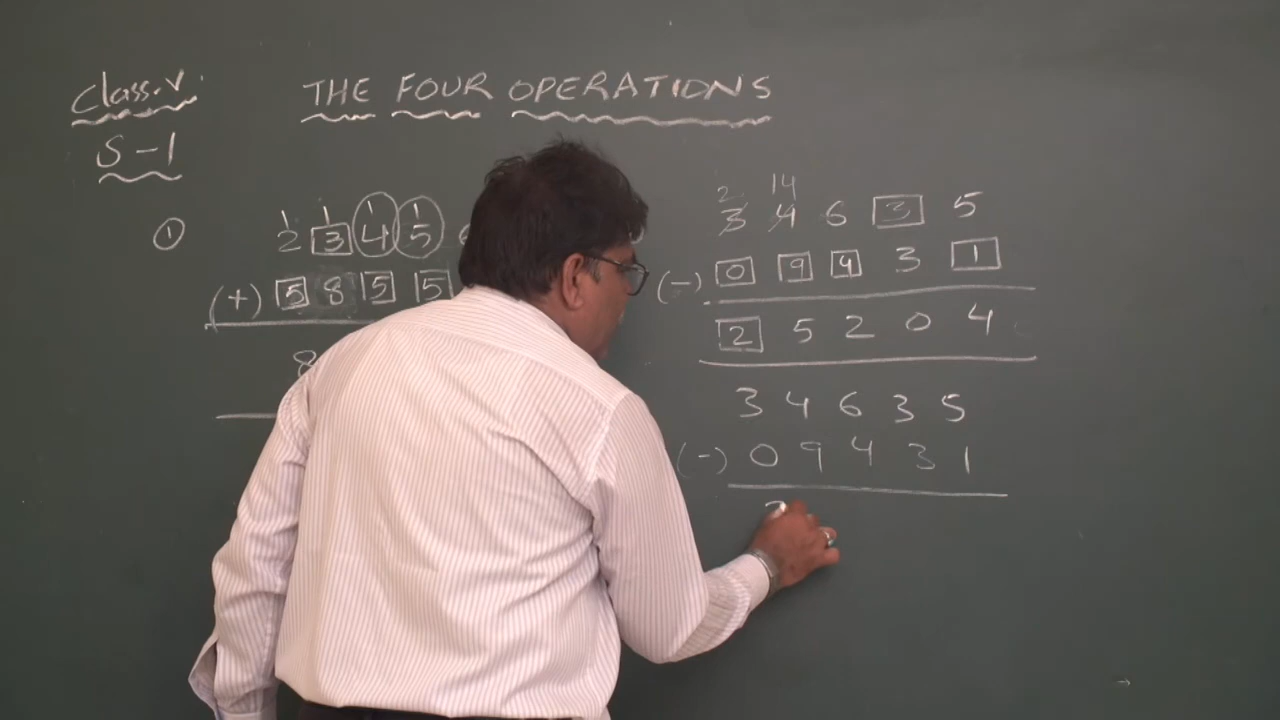 Class-V.
THE FOUR OPERATIONS
S-1
1
1 1 1 1
2 3 4 5
(+) 5 8 5 5
8
2 14
3 4 6 3 5
(-) 0 9 4 3 1
2 5 2 0 4
3 4 6 3 5
(-) 0 9 4 3 1